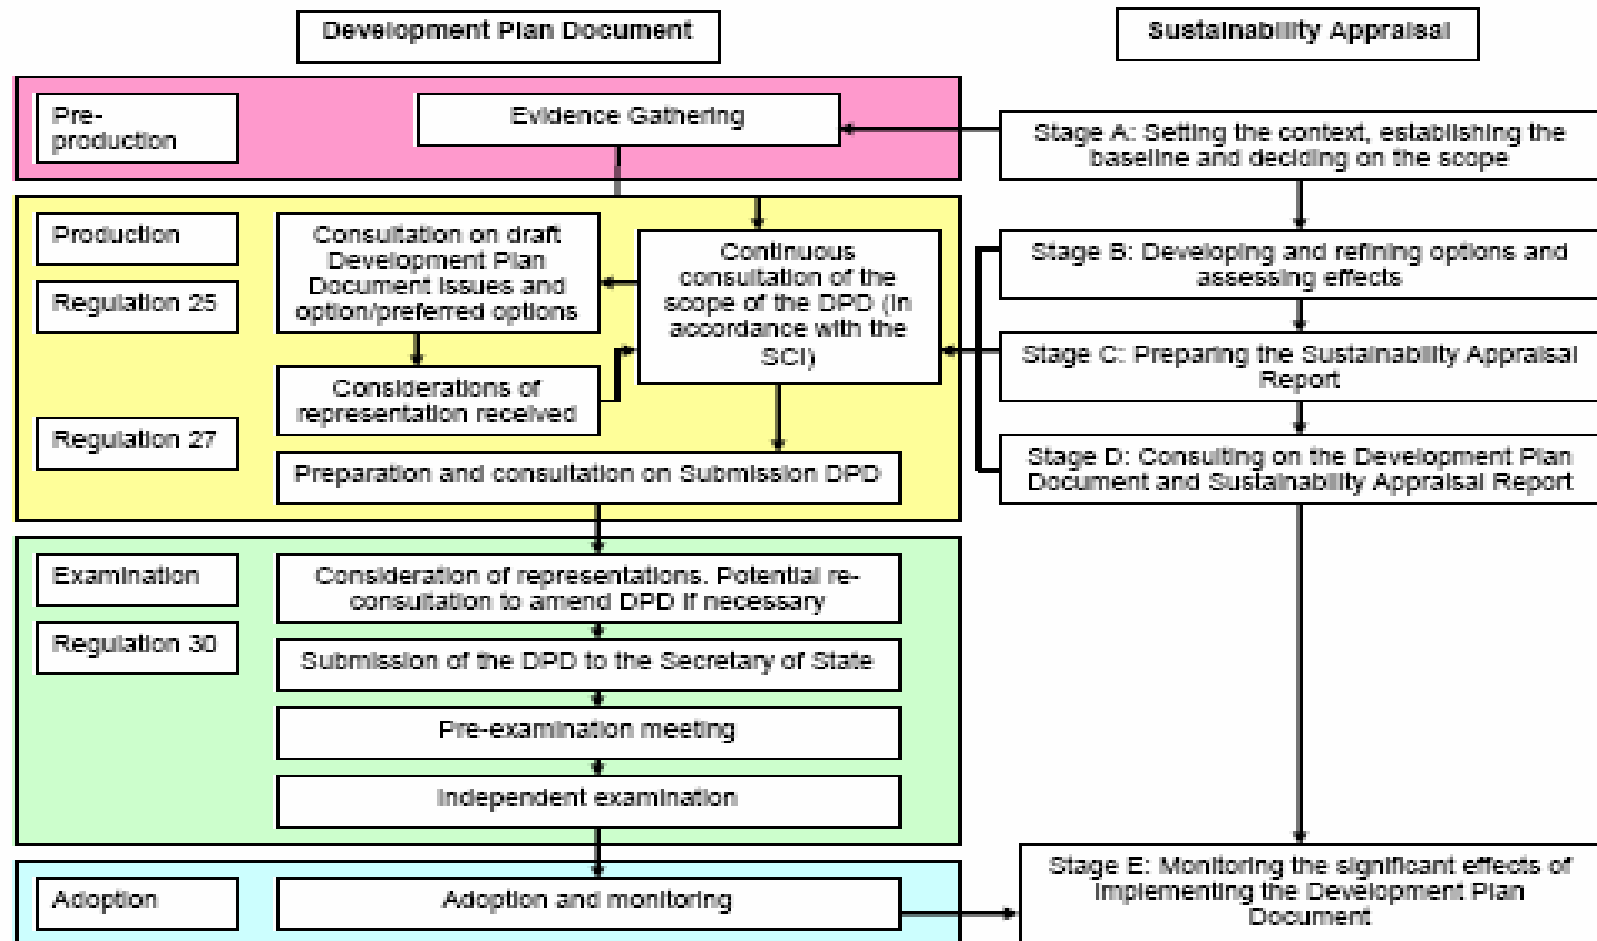 Development Plan Document
Sustainability Appraisal
Pre-
production
Evidence Gathering
Stage A: Setting the context, establishing the
baseline and deciding on the scope
Production
Regulation 25
Regulation 27
Consultation on draft
Development Plan
Document issues and
option/preferred options
Continuous
consultation of the
scope of the DPD (in
accordance with the
SCI)
Considerations of
representation received
Preparation and consultation on Submission DPD
Stage B: Developing and refining options and
assessing effects
Stage C: Preparing the Sustainability Appraisal
Report
Stage D: Consulting on the Development Plan
Document and Sustainability Appraisal Report
Examination
Regulation 30
Consideration of representations. Potential re-
consultation to amend DPD if necessary
Submission of the DPD to the Secretary of State
Pre-examination meeting
Independent examination
Adoption
Adoption and monitoring
Stage E: Monitoring the significant effects of
implementing the Development Plan
Document